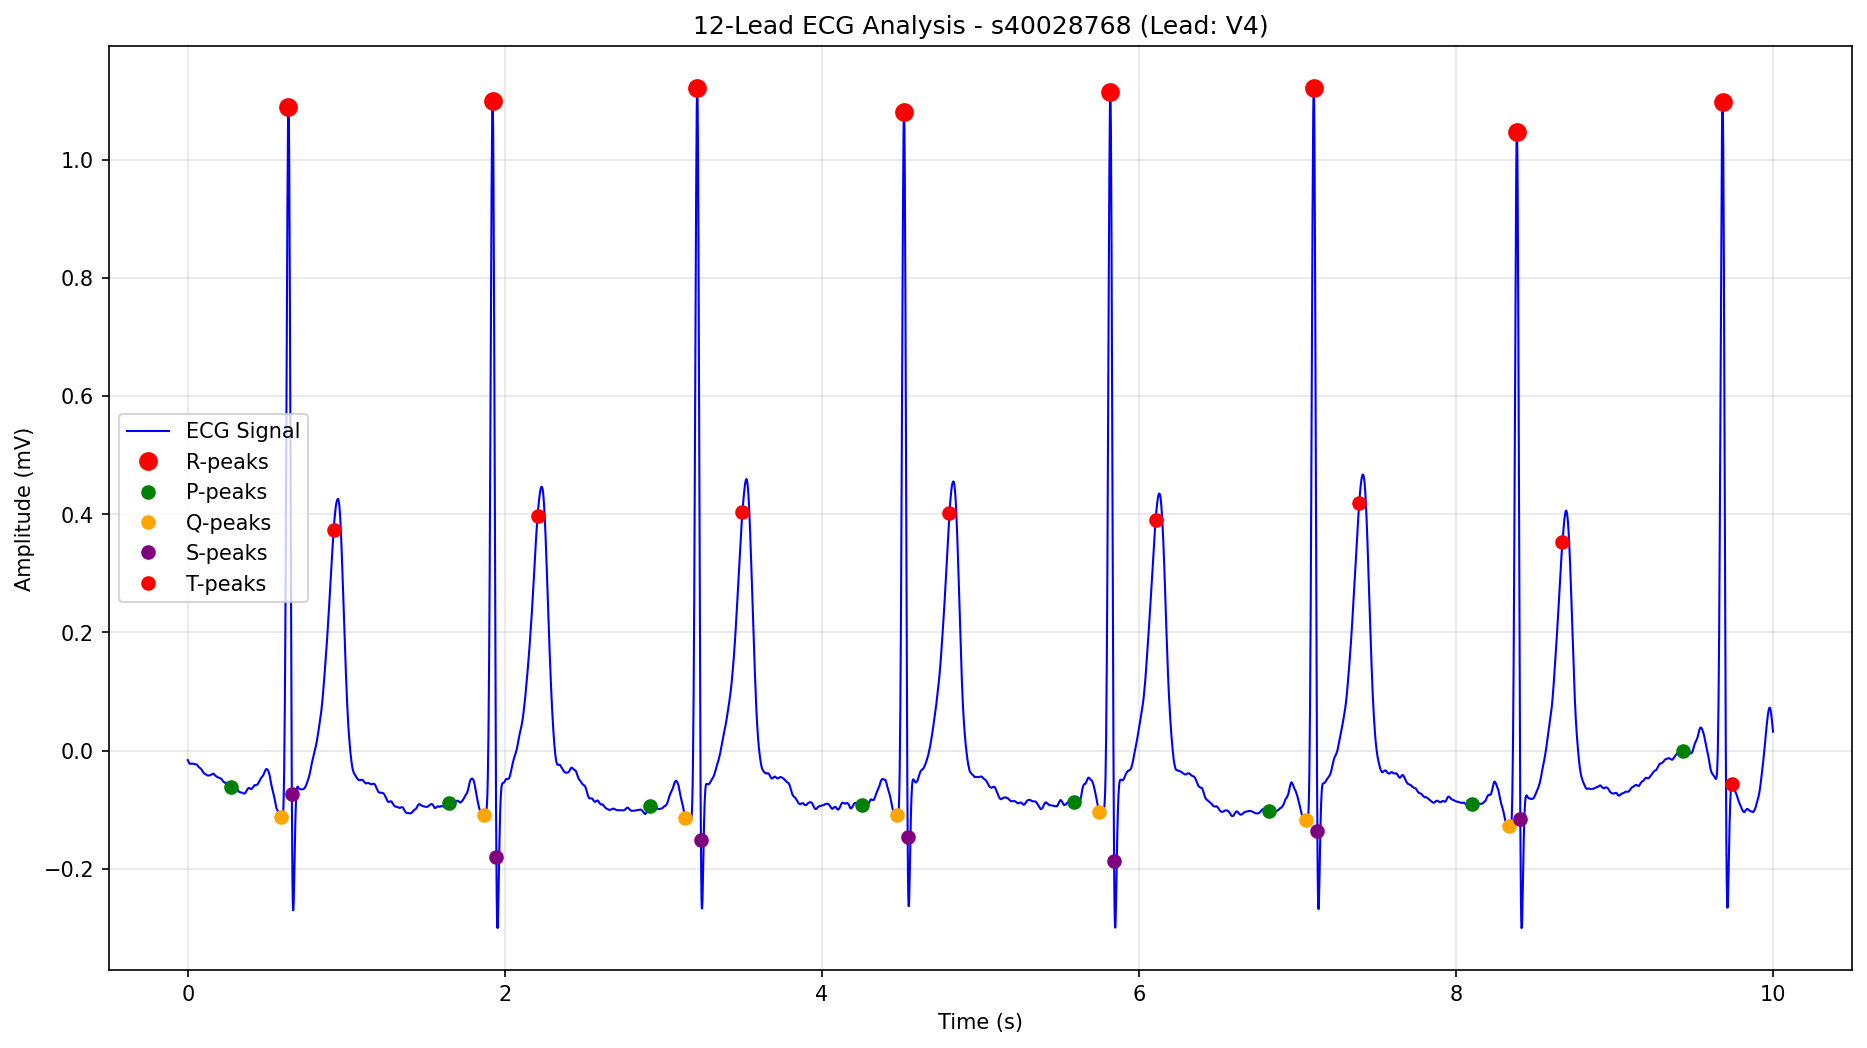 12-Lead ECG Analysis - s40028768 (Lead: V4)
Amplitude (mV)
1.0
0.8
0.6
0.4
0.2
0.0
−0.2
ECG Signal
R-peaks
P-peaks
Q-peaks
S-peaks
T-peaks
0 2 4 6 8 10
Time (s)